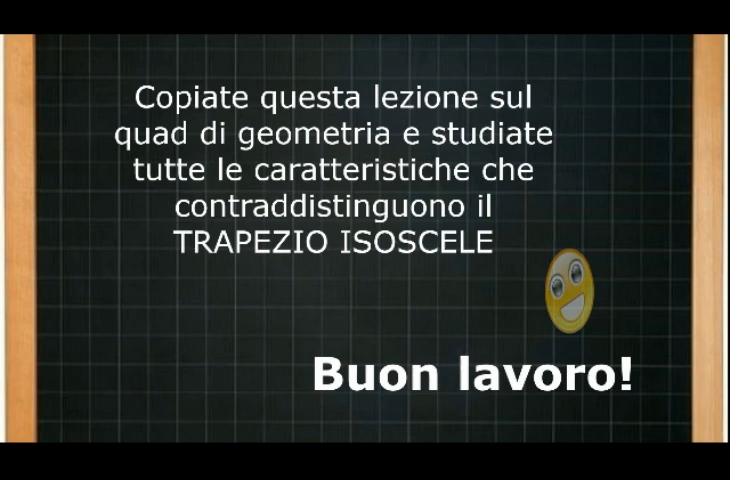 Copiate questa lezione sul
quad di geometria e studiate
tutte le caratteristiche che
contraddistinguono il
TRAPEZIO ISOSCELE
Buon lavoro!